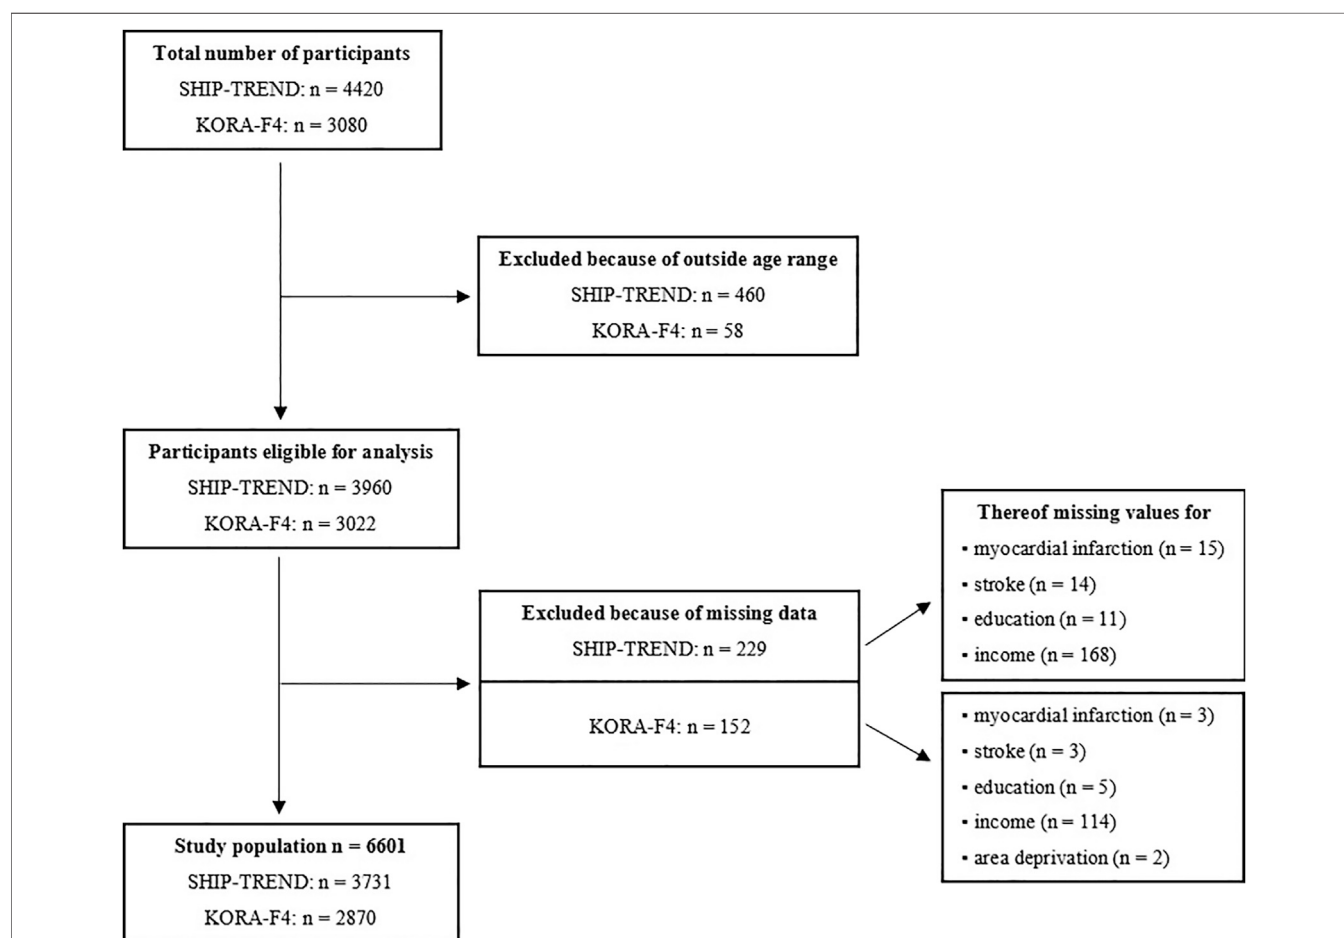 Total number of participants
SHIP-TREND: n = 4420
KORA-F4: n = 3080
Excluded because of outside age range
SHIP-TREND: n = 460
KORA-F4: n = 58
Participants eligible for analysis
SHIP-TREND: n = 3960
KORA-F4: n = 3022
Excluded because of missing data
SHIP-TREND: n = 229
KORA-F4: n = 152
Thereof missing values for
▪ myocardial infarction (n = 15)
▪ stroke (n = 14)
▪ education (n = 11)
▪ income (n = 168)
▪ myocardial infarction (n = 3)
▪ stroke (n = 3)
▪ education (n = 5)
▪ income (n = 114)
▪ area deprivation (n = 2)
Study population n = 6601
SHIP-TREND: n = 3731
KORA-F4: n = 2870